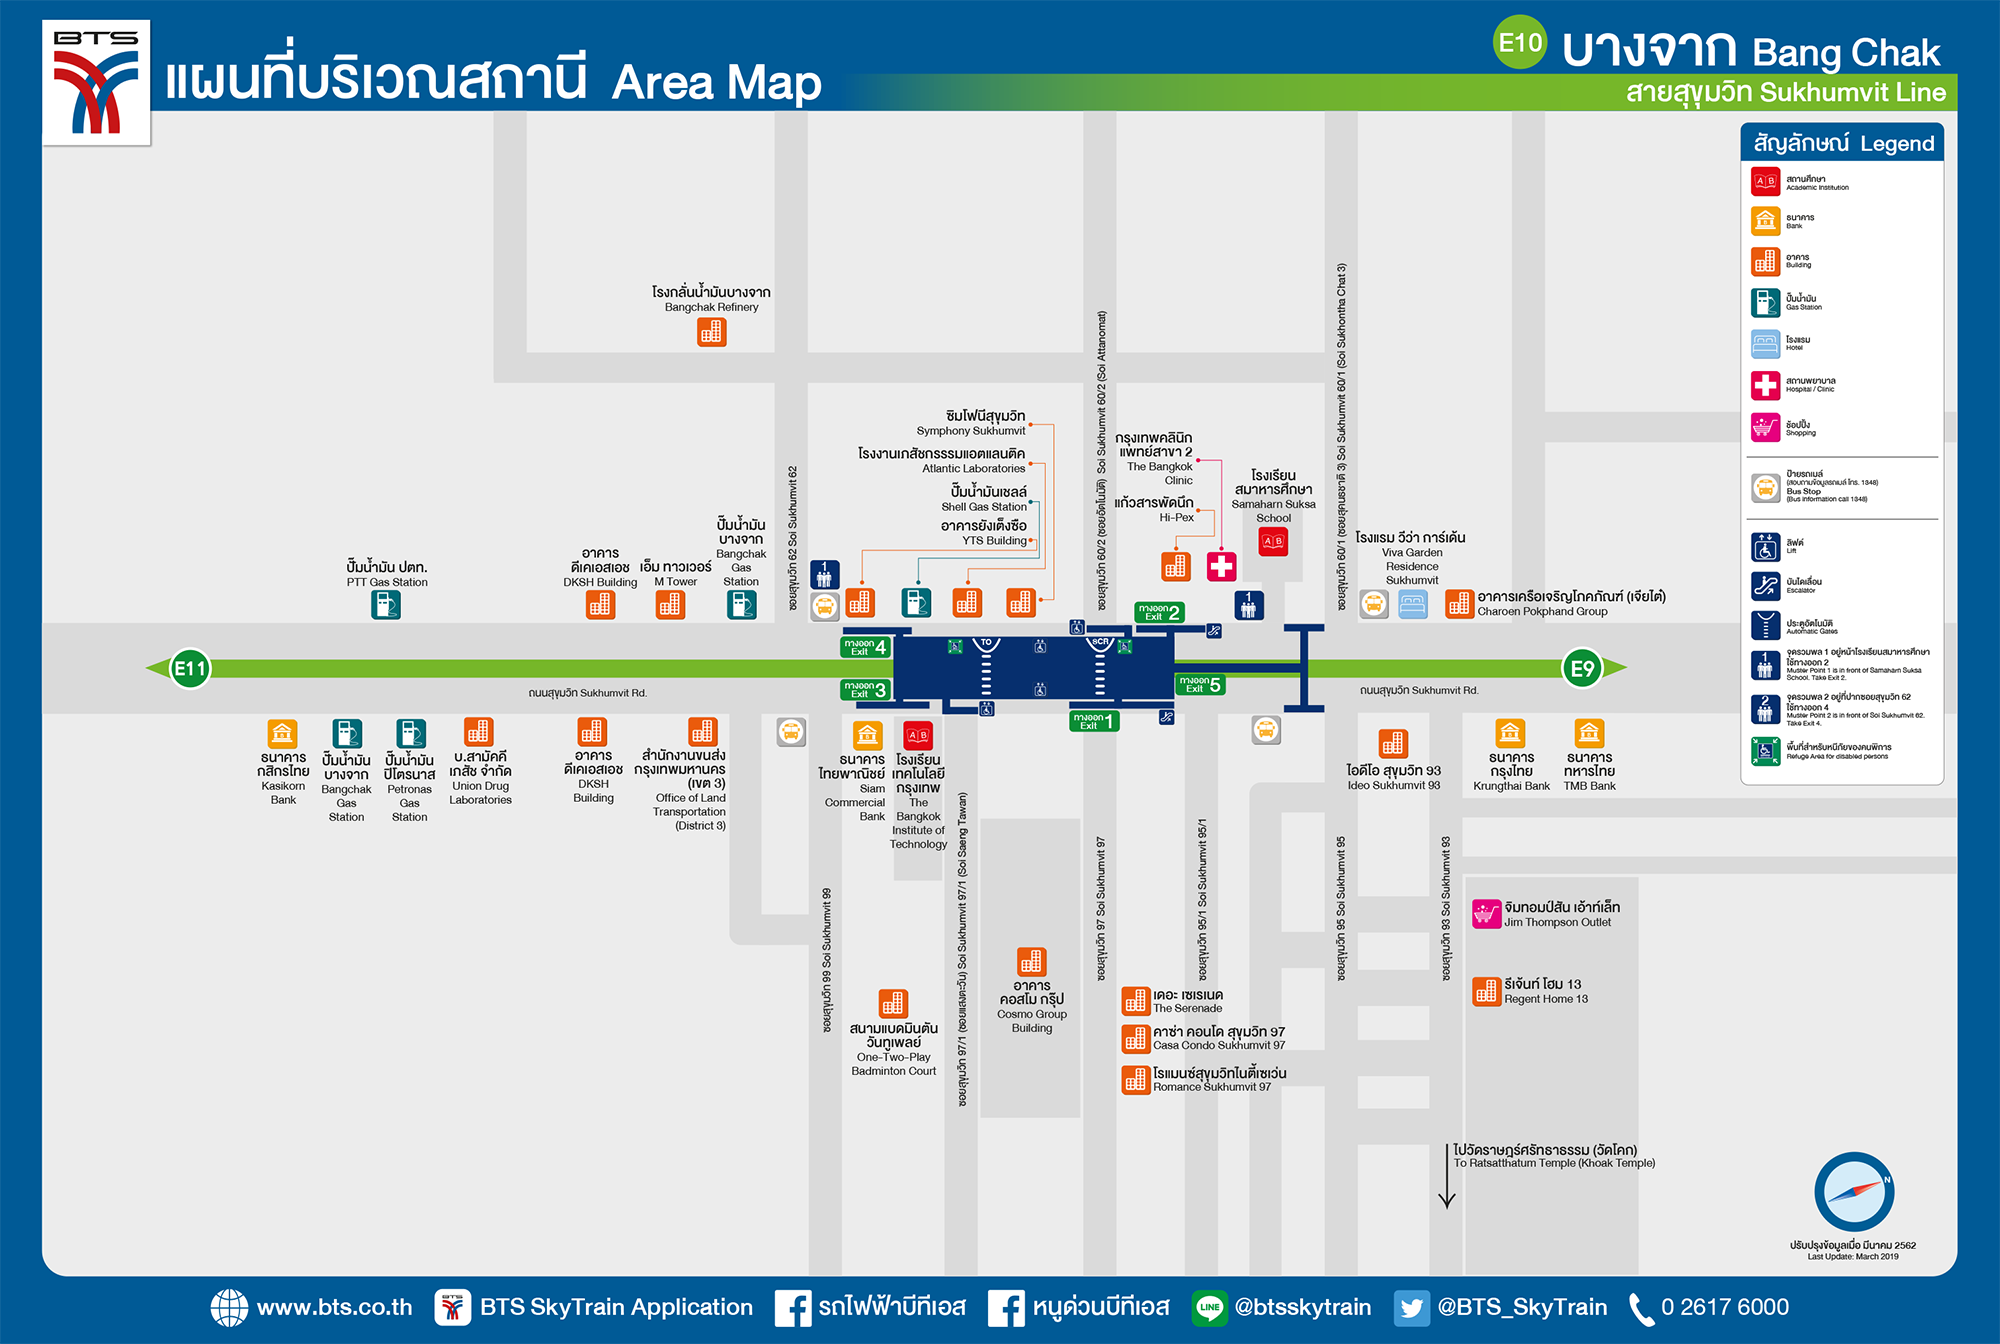 BTS
แผนที่บริเวณสถานี Area Map
E10 บางจาก Bang Chak
สายสุขุมวิท Sukhumvit Line
สัญลักษณ์ Legend
สถานศึกษา
Academic Institution
ธนาคาร
Bank
อาคาร
Building
ปั๊มน้ำมัน
Gas Station
โรงแรม
Hotel
สถานพยาบาล
Hospital / Clinic
ช้อปปิ้ง
Shopping
ป้ายรถเมล์
(สอบถามข้อมูลรถเมล์ โทร. 1348)
Bus Stop
(Bus Information call 1348)
ลิฟต์
Lift
บันไดเลื่อน
Escalator
ประตูอัตโนมัติ
Automatic Gates
1
จุดรวมพล 1 อยู่หน้าโรงเรียนสมาหารศึกษา
ใช้ทางออก 2
Muster Point 1 is in front of Samaharn Suksa
School. Take Exit 2.
2
จุดรวมพล 2 อยู่ที่ปากซอยสุขุมวิท 62
ใช้ทางออก 4
Muster Point 2 is in front of Soi Sukhumvit 62.
Take Exit 4.
พื้นที่สำหรับหนีภัยของคนพิการ
Refuge Area for disabled persons
โรงกลั่นน้ำมันบางจาก
Bangchak Refinery
ซอยสุขุมวิท 62 Soi Sukhumvit 62
ซอยสุขุมวิท 60/2 (ซอยอัตโนมัติ) Soi Sukhumvit 60/2 (Soi Attanomat)
ซอยสุขุมวิท 60/1 (ซอยสุคนธชาติ 3) Soi Sukhumvit 60/1 (Soi Sukhontha Chat 3)
ซิมโฟนีสุขุมวิท
Symphony Sukhumvit
โรงงานเภสัชกรรรมแอตแลนติค
Atlantic Laboratories
ปั๊มน้ำมันเชลล์
Shell Gas Station
อาคารยังเต็งซือ
YTS Building
กรุงเทพคลินิก
แพทย์สาขา 2
The Bangkok
Clinic
แก้วสารพัดนึก
Hi-Pex
โรงเรียน
สมาหารศึกษา
Samaharn Suksa
School
A B
โรงแรม วีว่า การ์เด้น
Viva Garden
Residence
Sukhumvit
อาคารเครือเจริญโภคภัณฑ์ (เจียไต๋)
Charoen Pokphand Group
ปั๊มน้ำมัน ปตท.
PTT Gas Station
อาคาร
ดีเคเอสเอช
DKSH Building
เอ็ม ทาวเวอร์
M Tower
ปั๊มน้ำมัน
บางจาก
Bangchak
Gas
Station
1
1
ทางออก
Exit 4
ทางออก
Exit 3
ทางออก
Exit 2
ทางออก
Exit 5
ทางออก
Exit 1
TO
SCR
E11
E9
ถนนสุขุมวิท Sukhumvit Rd.
ถนนสุขุมวิท Sukhumvit Rd.
ธนาคาร
กสิกรไทย
Kasikorn
Bank
ปั๊มน้ำมัน
บางจาก
Bangchak
Gas
Station
ปั๊มน้ำมัน
ปิโตรนาส
Petronas
Gas
Station
บ.สามัคคี
เภสัช จำกัด
Union Drug
Laboratories
อาคาร
ดีเคเอสเอช
DKSH
Building
สำนักงานขนส่ง
กรุงเทพมหานคร
(เขต 3)
Office of Land
Transportation
(District 3)
ธนาคาร
ไทยพาณิชย์
Siam
Commercial
Bank
A B
โรงเรียน
เทคโนโลยี
กรุงเทพ
The
Bangkok
Institute of
Technology
ไอดีโอ สุขุมวิท 93
Ideo Sukhumvit 93
ธนาคาร
กรุงไทย
Krungthai Bank
ธนาคาร
ทหารไทย
TMB Bank
ซอยสุขุมวิท 99 Soi Sukhumvit 99
ซอยสุขุมวิท 97/1 (ซอยแสงตะวัน) Soi Sukhumvit 97/1 (Soi Saeng Tawan)
ซอยสุขุมวิท 97 Soi Sukhumvit 97
ซอยสุขุมวิท 95/1 Soi Sukhumvit 95/1
ซอยสุขุมวิท 95 Soi Sukhumvit 95
ซอยสุขุมวิท 93 Soi Sukhumvit 93
สนามแบดมินตัน
วันทูเพลย์
One-Two-Play
Badminton Court
อาคาร
คอสโม กรุ๊ป
Cosmo Group
Building
เดอะ เซเรเนด
The Serenade
คาซ่า คอนโด สุขุมวิท 97
Casa Condo Sukhumvit 97
โรแมนซ์สุขุมวิทไนตี้เซเว่น
Romance Sukhumvit 97
จิมทอมป์สัน เอ้าท์เล็ท
Jim Thompson Outlet
รีเจ้นท์ โฮม 13
Regent Home 13
ไปวัดราษฎร์ศรัทธาธรรม (วัดโคก)
To Ratsatthatum Temple (Khoak Temple)
N
ปรับปรุงข้อมูลเมื่อ มีนาคม 2562
Last Update: March 2019
www.bts.co.th
BTS
BTS SkyTrain Application
รถไฟฟ้าบีทีเอส
หนูด่วนบีทีเอส
LINE
@btsskytrain
@BTS_SkyTrain
0 2617 6000